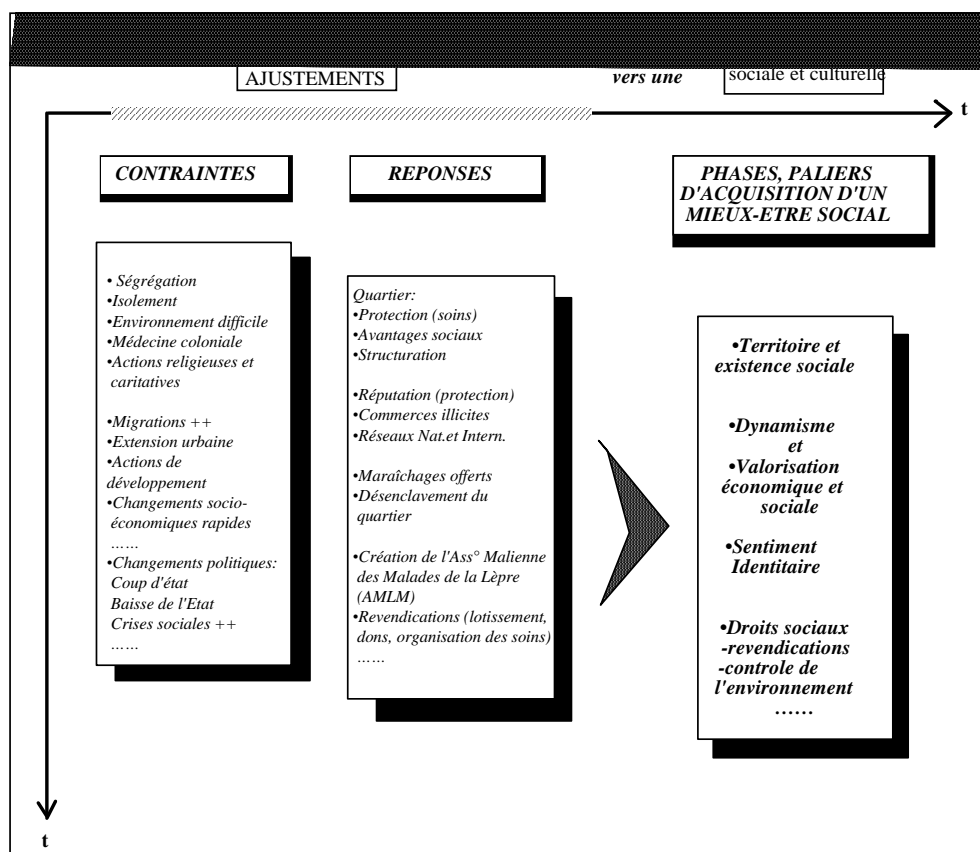 AJUSTEMENTS
vers une
sociale et culturelle
t
CONTRAINTES
REPONSES
PHASES, PALIERS
D'ACQUISITION D'UN
MIEUX-ETRE SOCIAL
• Ségrégation
•Isolement
•Environnement difficile
•Médecine coloniale
•Actions religieuses et
caritatives
•Migrations ++
•Extension urbaine
•Actions de
développement
•Changements socio-
économiques rapides
……
•Changements politiques:
Coup d'état
Baisse de l'Etat
Crises sociales ++
……
Quartier:
•Protection (soins)
•Avantages sociaux
•Structuration
•Réputation (protection)
•Commerces illicites
•Réseaux Nat.et Intern.
•Maraîchages offerts
•Désenclavement du
quartier
•Création de l'Ass° Malienne
des Malades de la Lèpre
(AMLM)
•Revendications (lotissement,
dons, organisation des soins)
……
•Territoire et
existence sociale
•Dynamisme
et
•Valorisation
économique et
sociale
•Sentiment
Identitaire
•Droits sociaux
-revendications
-controle de
l'environnement
……
t